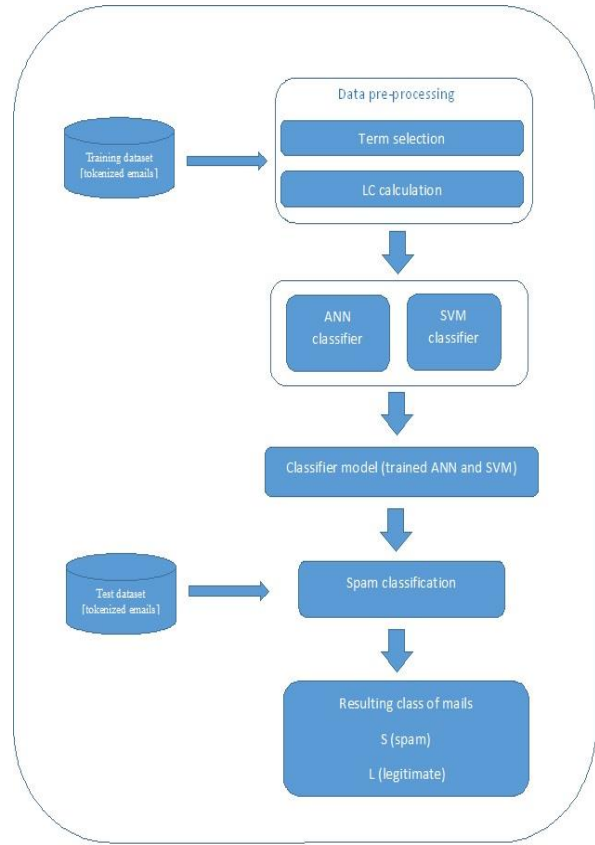 Data pre-processing
Term selection
Training dataset
[tokenized emails]
LC calculation
ANN
classifier
SVM
classifier
Classifier model (trained ANN and SVM)
Spam classification
Test dataset
[tokenized emails]
Resulting class of mails
S (spam)
L (legitimate)